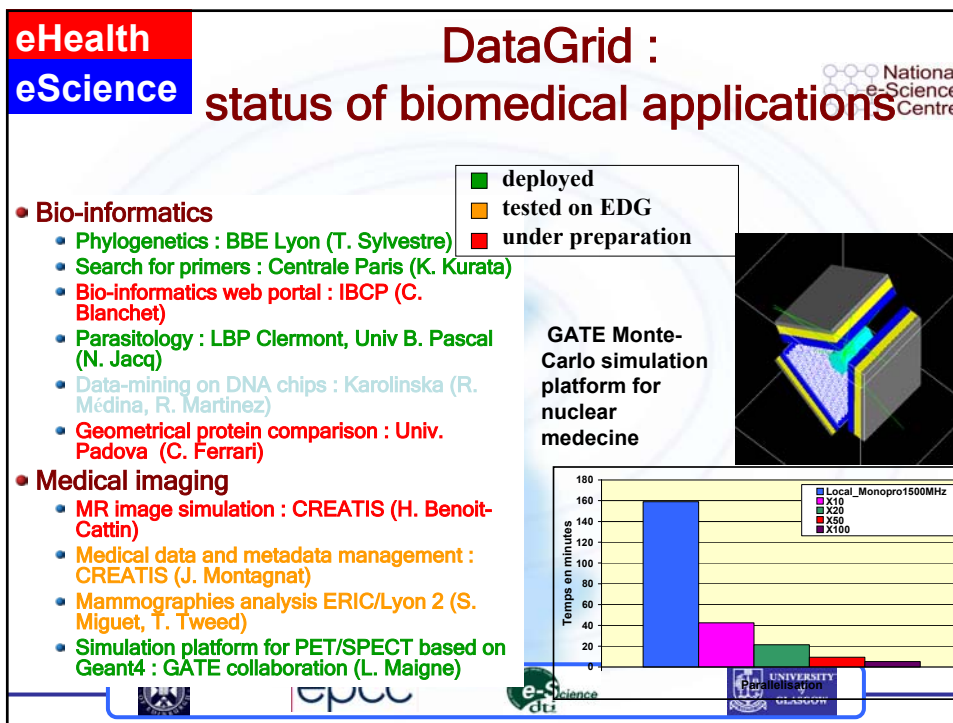 eHealth
eScience
DataGrid :
status of biomedical applications
National
e-Science
Centre
deployed
tested on EDG
under preparation
Bio-informatics
Phylogenetics : BBE Lyon (T. Sylvestre)
Search for primers : Centrale Paris (K. Kurata)
Bio-informatics web portal : IBCP (C.
Blanchet)
Parasitology : LBP Clermont, Univ B. Pascal
(N. Jacq)
Data-mining on DNA chips : Karolinska (R.
Médina, R. Martinez)
Geometrical protein comparison : Univ.
Padova (C. Ferrari)
Medical imaging
MR image simulation : CREATIS (H. Benoit-
Cattin)
Medical data and metadata management :
CREATIS (J. Montagnat)
Mammographies analysis ERIC/Lyon 2 (S.
Miguet, T. Tweed)
Simulation platform for PET/SPECT based on
Geant4 : GATE collaboration (L. Maigne)
GATE Monte-
Carlo simulation
platform for
nuclear
medecine
Temps en minutes
180
160
140
120
100
80
60
40
20
0
Local_Monopro1500MHz
X10
X20
X50
X100
Parallelisation
epcc
e-Science
dti
UNIVERSITY
of
GLASGOW